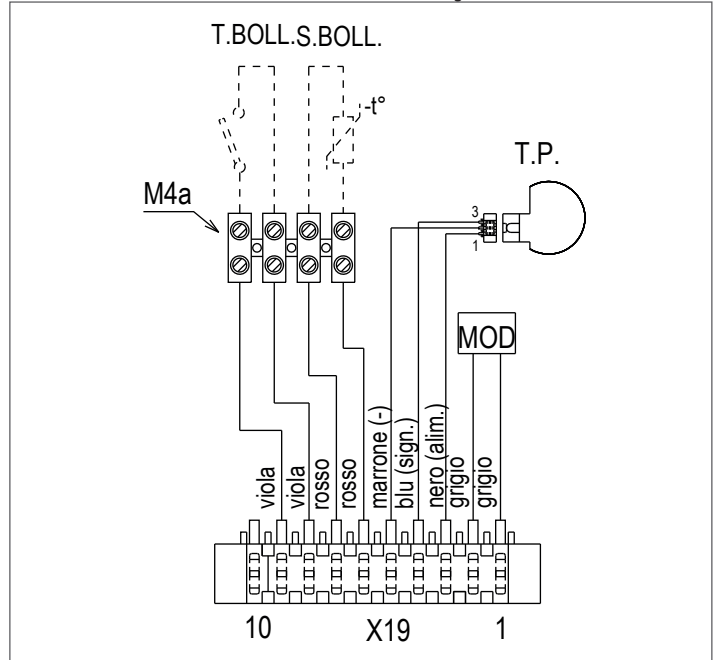 T.BOLL. S.BOLL.
-t°
T.P.
M4a
3
1
MOD
viola
viola
rosso
rosso
marrone (-)
blu (sign.)
nero (alim.)
grigio
grigio
10 X19 1